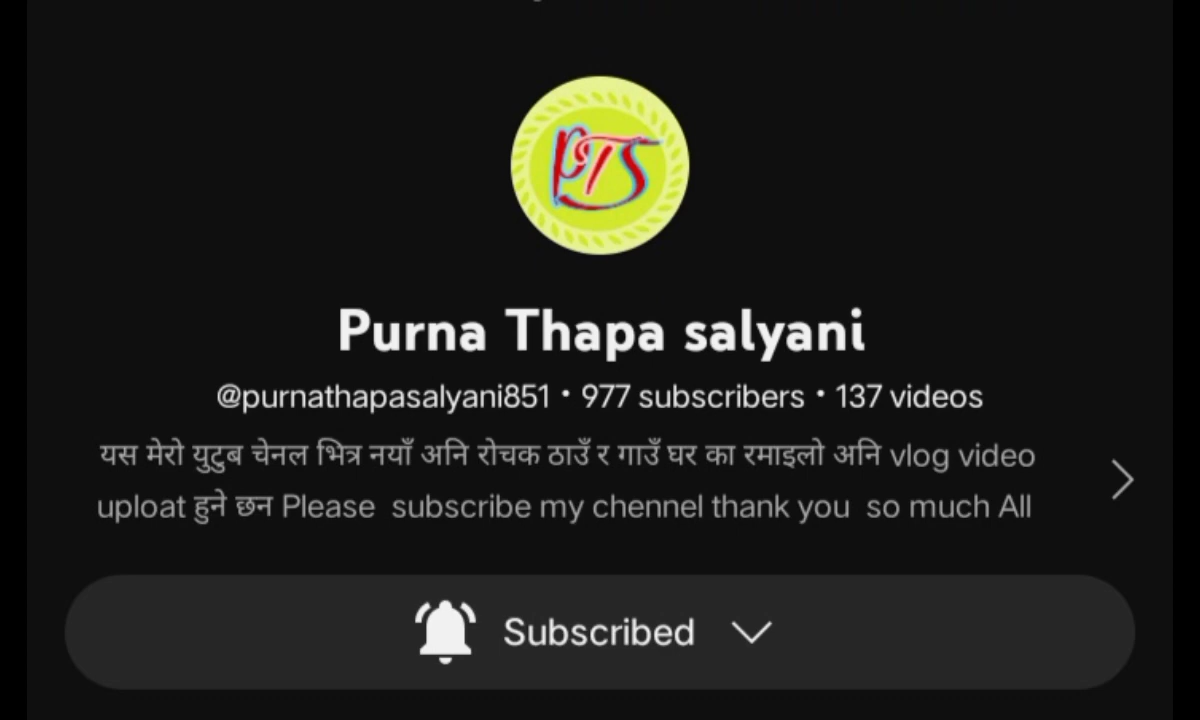 PTS
Purna Thapa salyani
@purnathapasalyani851 • 977 subscribers • 137 videos
यस मेरो युटुब चेनल भित्र नयाँ अनि रोचक ठाउँ र गाउँ घर का रमाइलो अनि vlog video
uploat हुने छन Please subscribe my chennel thank you so much All
Subscribed